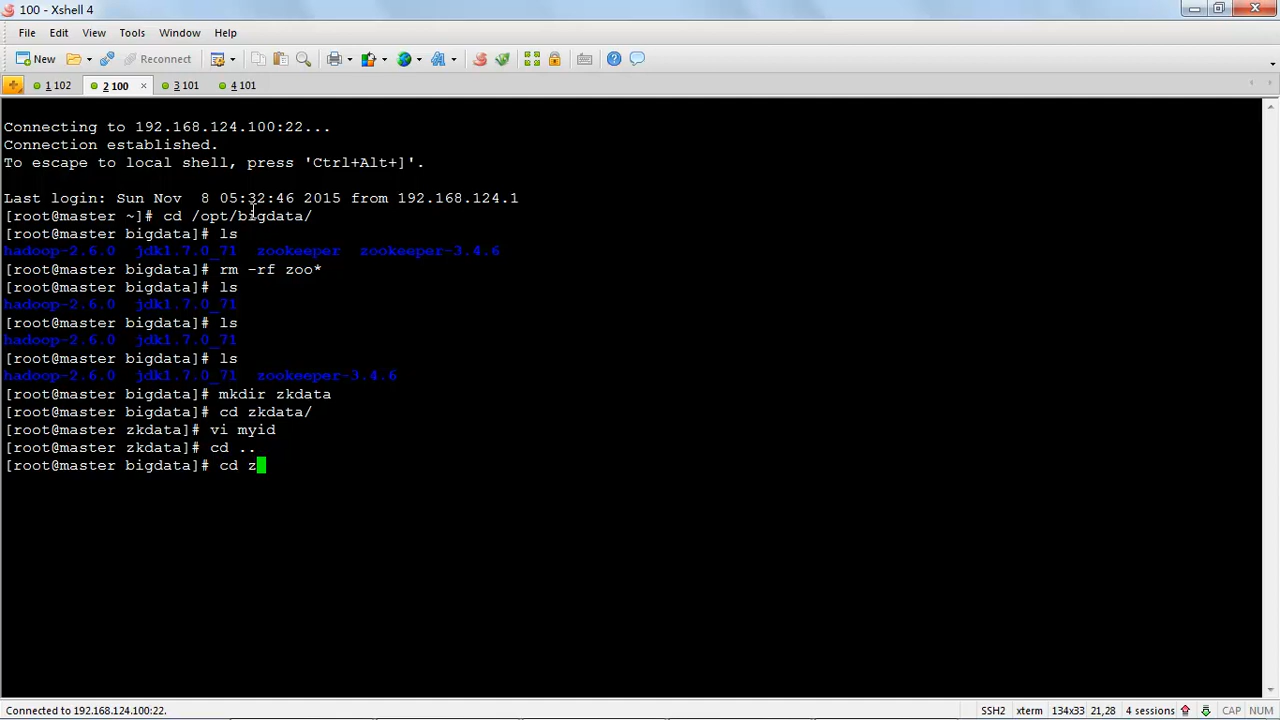 100 - Xshell 4
File Edit View Tools Window Help
New Reconnect
1 102 2 100 3 101 4 101
Connecting to 192.168.124.100:22...
Connection established.
To escape to local shell, press 'Ctrl+Alt+]'.
Last login: Sun Nov  8 05:32:46 2015 from 192.168.124.1
[root@master ~]# cd /opt/bigdata/
[root@master bigdata]# ls
hadoop-2.6.0  jdk1.7.0_71  zookeeper  zookeeper-3.4.6
[root@master bigdata]# rm -rf zoo*
[root@master bigdata]# ls
hadoop-2.6.0  jdk1.7.0_71
[root@master bigdata]# ls
hadoop-2.6.0  jdk1.7.0_71
[root@master bigdata]# ls
hadoop-2.6.0  jdk1.7.0_71  zookeeper-3.4.6
[root@master bigdata]# mkdir zkdata
[root@master bigdata]# cd zkdata/
[root@master zkdata]# vi myid
[root@master zkdata]# cd ..
[root@master bigdata]# cd z
Connected to 192.168.124.100:22. SSH2 xterm 134x33 21,28 4 sessions CAP NUM